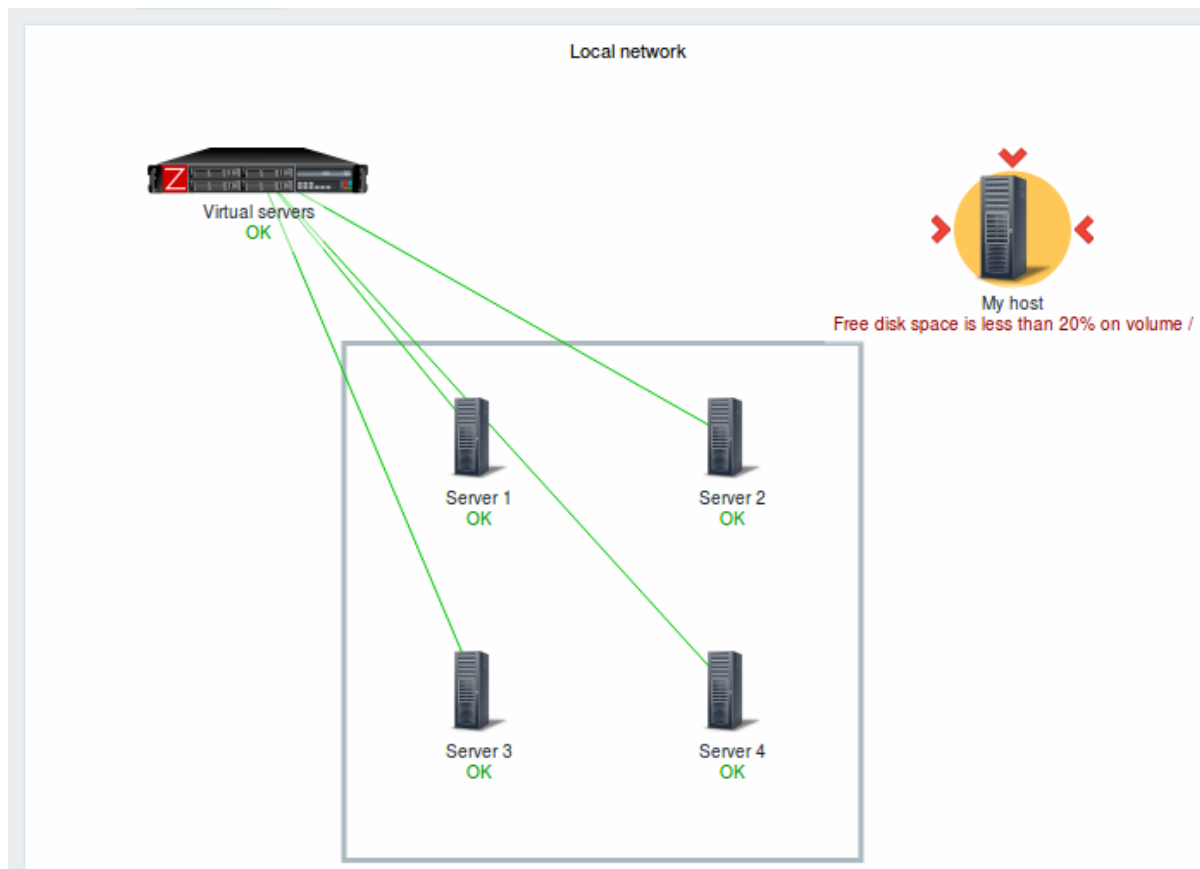 Local network
Z
Virtual servers
OK
My host
Free disk space is less than 20% on volume /
Server 1
OK
Server 2
OK
Server 3
OK
Server 4
OK